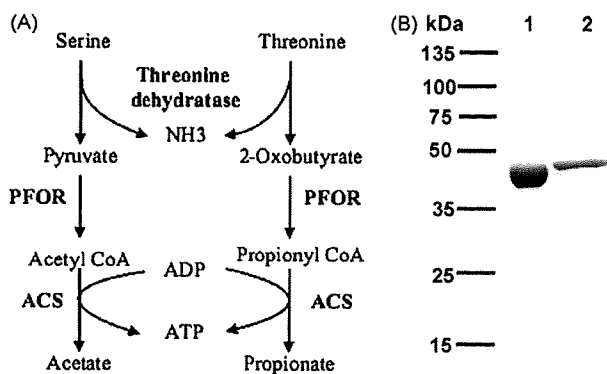 (A)
Serine Threonine
Threonine
dehydratase
NH3
Pyruvate 2-Oxobutyrate
PFOR PFOR
Acetyl CoA ADP Propionyl CoA
ACS ACS
ATP
Acetate Propionate
(B) kDa 1 2
135
100
75
50
35
25
15